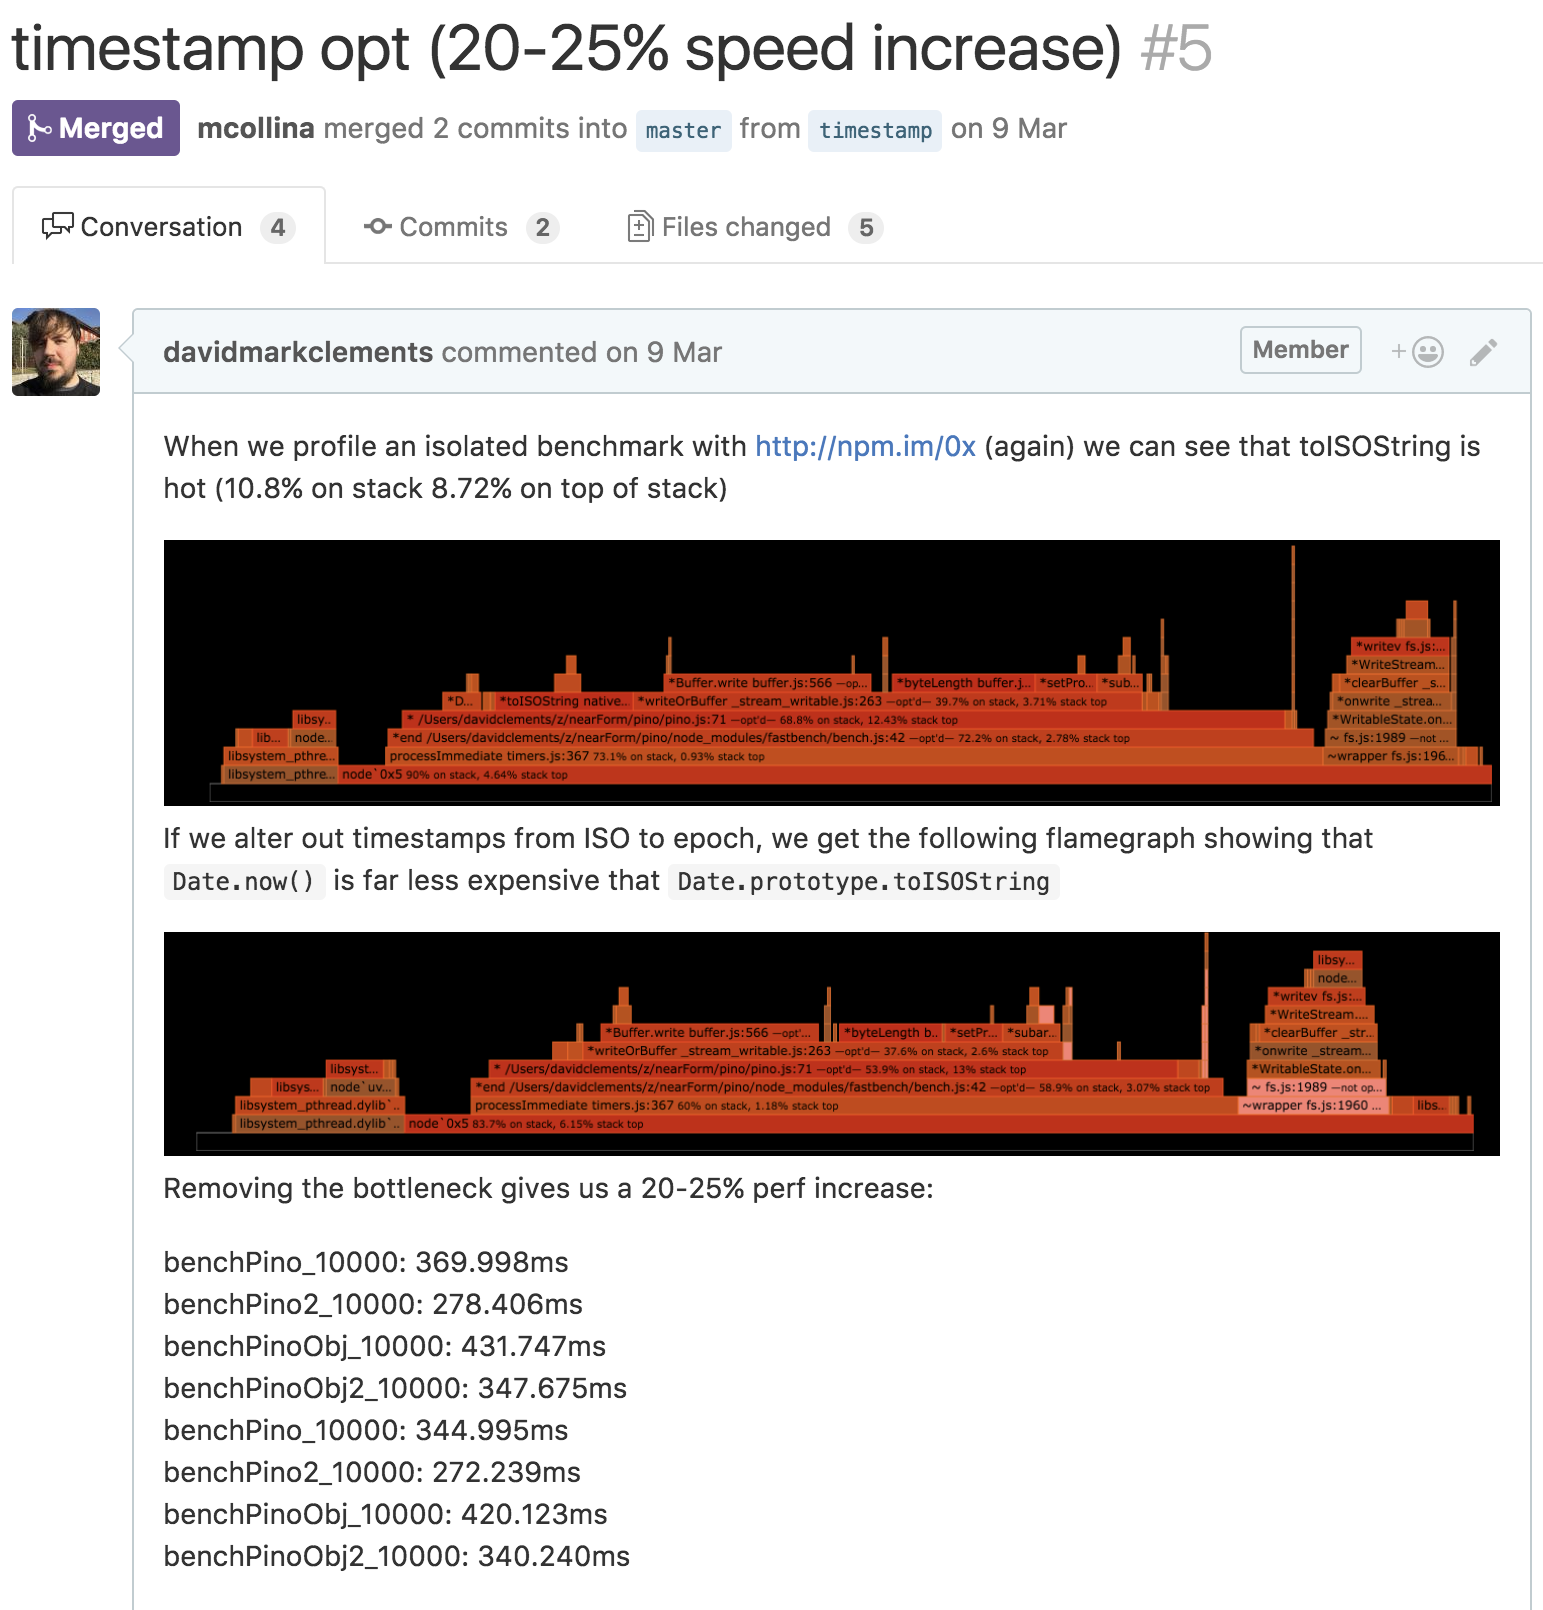 timestamp opt (20-25% speed increase) #5
Merged mcollina merged 2 commits into master from timestamp on 9 Mar
Conversation 4 Commits 2 Files changed 5
davidmarkclements commented on 9 Mar Member +
When we profile an isolated benchmark with http://npm.im/0x (again) we can see that toISOString is
hot (10.8% on stack 8.72% on top of stack)
*writev fs.js:...
*WriteStream...
*Buffer.write buffer.js:566 —op... *byteLength buffer.j... *setPro... *sub... *clearBuffer _s...
*D... *toISOString native... *writeOrBuffer _stream_writable.js:263 —opt'd— 39.7% on stack, 3.71% stack top *onwrite _strea...
libsy.. * /Users/davidclements/z/nearForm/pino/pino.js:71 —opt'd— 68.8% on stack, 12.43% stack top *WritableState.on...
lib... node.. *end /Users/davidclements/z/nearForm/pino/node_modules/fastbench/bench.js:42 —opt'd— 72.2% on stack, 2.78% stack top ~ fs.js:1989 —not ...
libsystem_pthre... processImmediate timers.js:367 73.1% on stack, 0.93% stack top ~wrapper fs.js:196...
libsystem_pthre... node`0x5 90% on stack, 4.64% stack top
If we alter out timestamps from ISO to epoch, we get the following flamegraph showing that
Date.now() is far less expensive that Date.prototype.toISOString
libsy...
node...
*writev fs.js:...
*WriteStream....
*Buffer.write buffer.js:566 —opt'... *byteLength b.. *setPr... *subar... *clearBuffer _str...
*writeOrBuffer _stream_writable.js:263 —opt'd— 37.6% on stack, 2.6% stack top *onwrite _stream...
libsyst... * /Users/davidclements/z/nearForm/pino/pino.js:71 —opt'd— 53.9% on stack, 13% stack top *WritableState.on...
libsys... node`uv... *end /Users/davidclements/z/nearForm/pino/node_modules/fastbench/bench.js:42 —opt'd— 58.9% on stack, 3.07% stack top ~ fs.js:1989 —not op...
libsystem_pthread.dylib`.. processImmediate timers.js:367 60% on stack, 1.18% stack top ~wrapper fs.js:1960 ... libs..
libsystem_pthread.dylib`.. node`0x5 83.7% on stack, 6.15% stack top
Removing the bottleneck gives us a 20-25% perf increase:
benchPino_10000: 369.998ms
benchPino2_10000: 278.406ms
benchPinoObj_10000: 431.747ms
benchPinoObj2_10000: 347.675ms
benchPino_10000: 344.995ms
benchPino2_10000: 272.239ms
benchPinoObj_10000: 420.123ms
benchPinoObj2_10000: 340.240ms